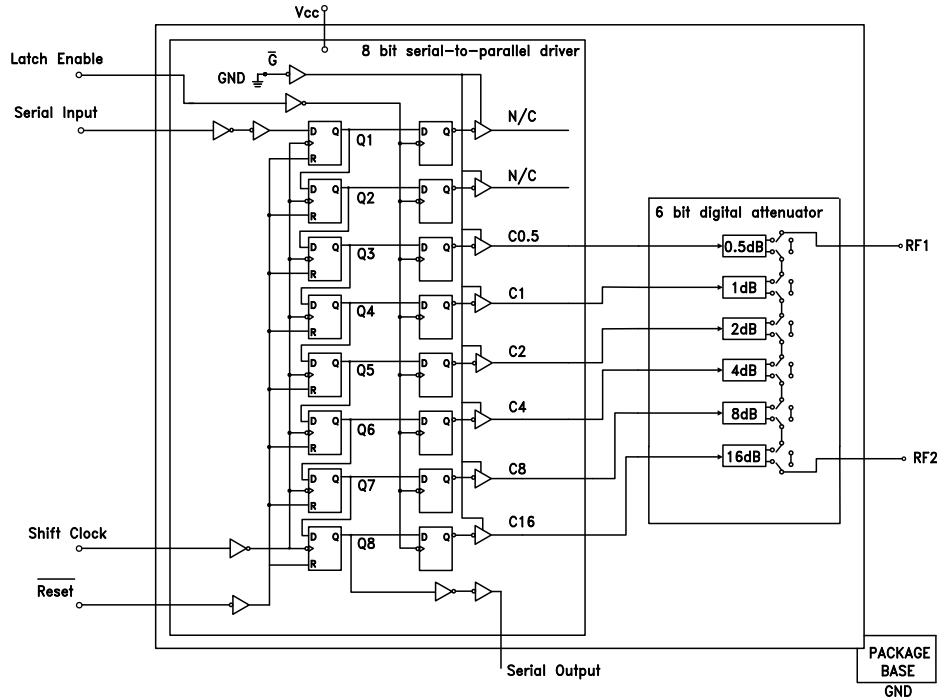 Vcc
8 bit serial-to-parallel driver
Latch Enable
G
GND
Serial Input
N/C
D Q
Q1
D Q
R
N/C
D Q
Q2
D Q
R
6 bit digital attenuator
C0.5
D Q
Q3
D Q
R
0.5dB
RF1
C1
D Q
Q4
D Q
R
1dB
C2
D Q
Q5
D Q
R
2dB
C4
D Q
Q6
D Q
R
4dB
C8
D Q
Q7
D Q
R
8dB
C16
D Q
Q8
D Q
R
16dB
RF2
Shift Clock
Reset
Serial Output
PACKAGE
BASE
GND